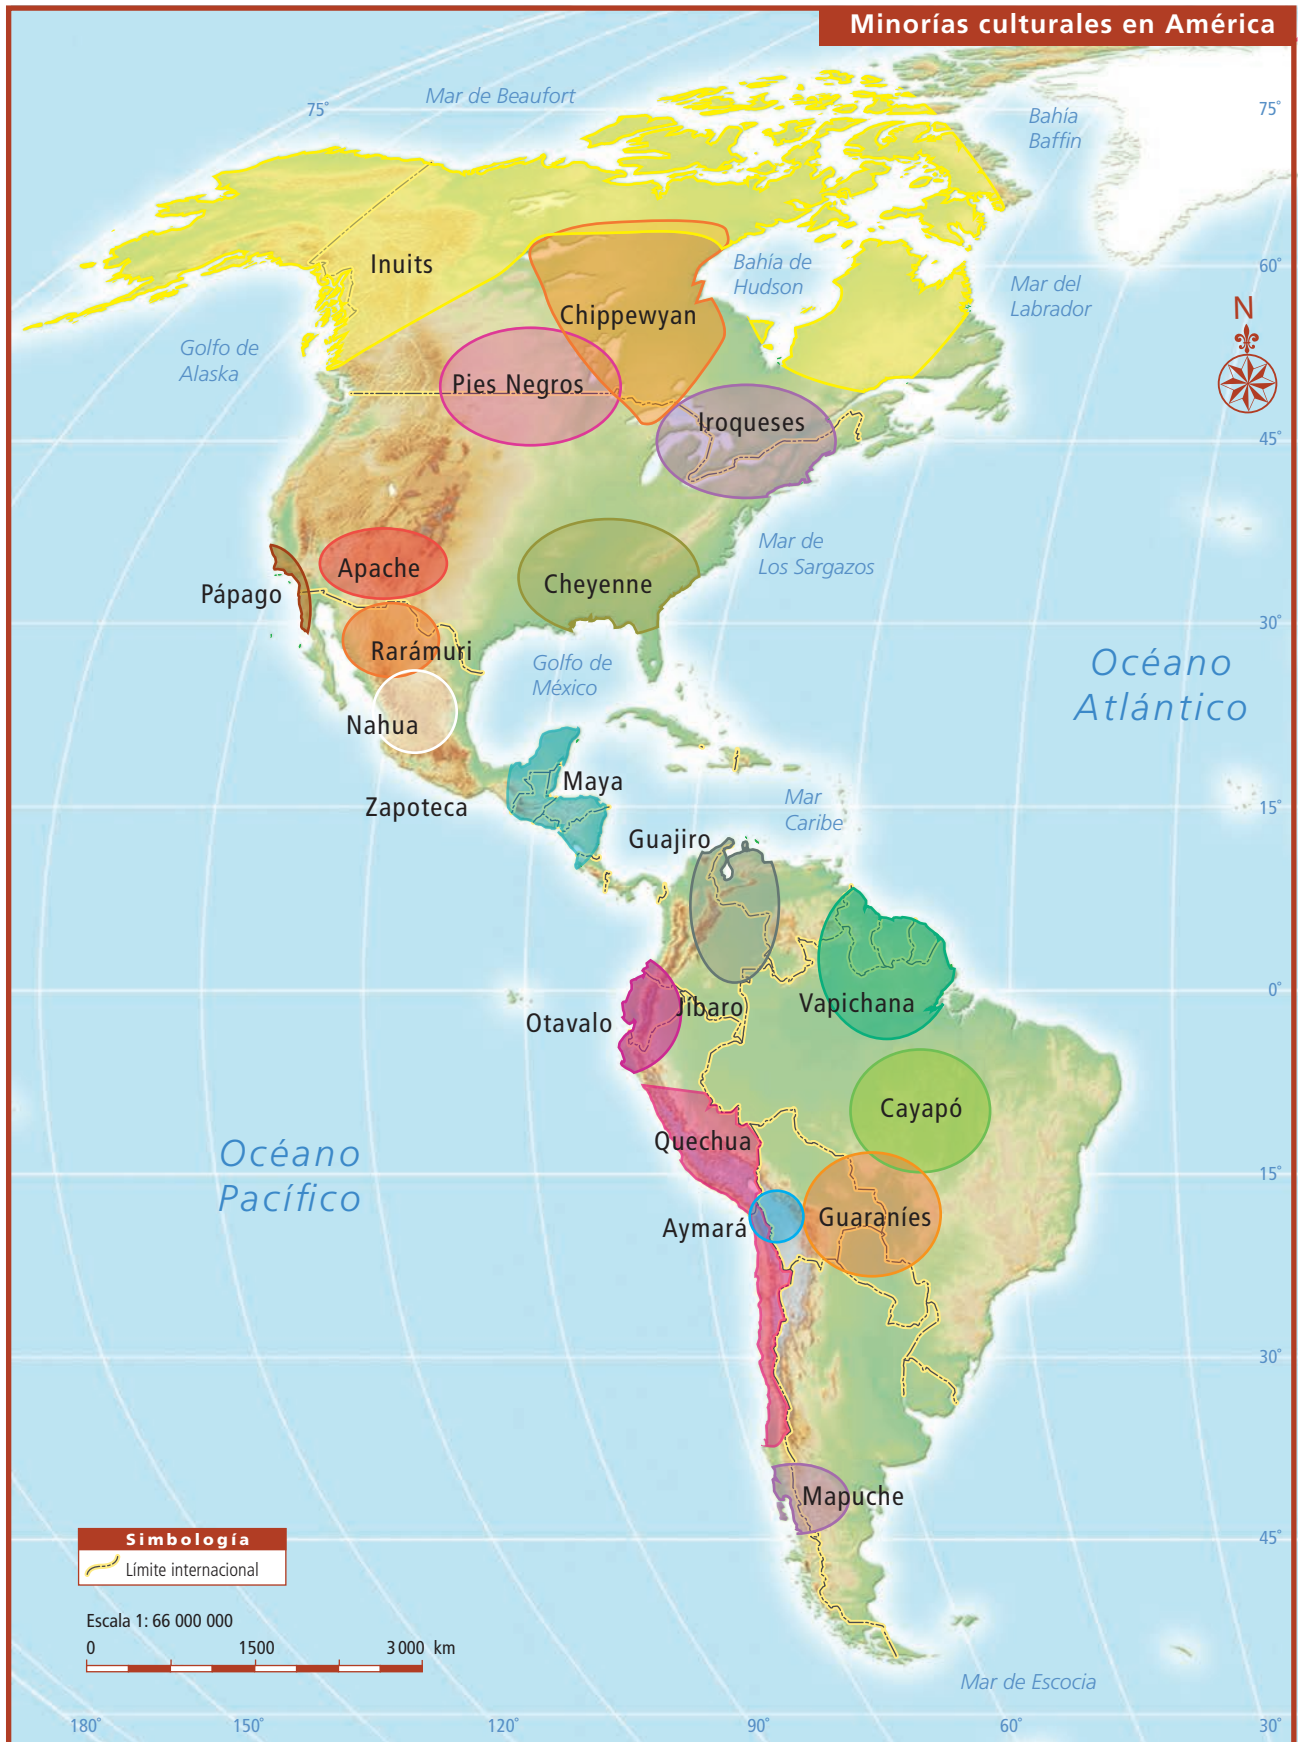 Minorías culturales en América
Mar de Beaufort
75°
75°
Bahía
Baffin
Inuits
Bahía de
Hudson
60°
Mar del
Labrador
N
Chippewyan
Golfo de
Alaska
Pies Negros
Iroqueses
45°
Mar de
Los Sargazos
Apache
Cheyenne
Pápago
30°
Rarámuri
Golfo de
México
Océano
Atlántico
Nahua
Maya
Zapoteca
Mar
Caribe
15°
Guajiro
0°
Jíbaro
Vapichana
Otavalo
Cayapó
Quechua
Océano
Pacífico
15°
Aymará
Guaraníes
30°
Mapuche
Simbología
Límite internacional
45°
Escala 1: 66 000 000
0 1500 3 000 km
Mar de Escocia
180° 150° 120° 90° 60° 30°